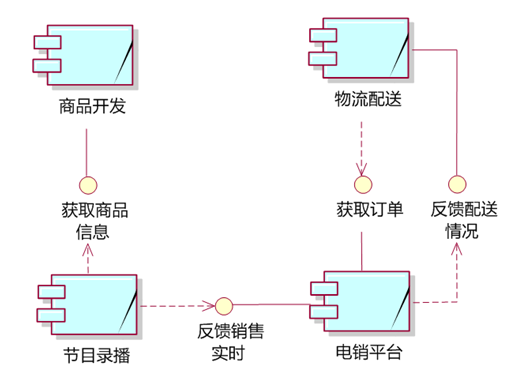 商品开发
物流配送
获取商品
信息
获取订单
反馈配送
情况
节目录播
反馈销售
实时
电销平台